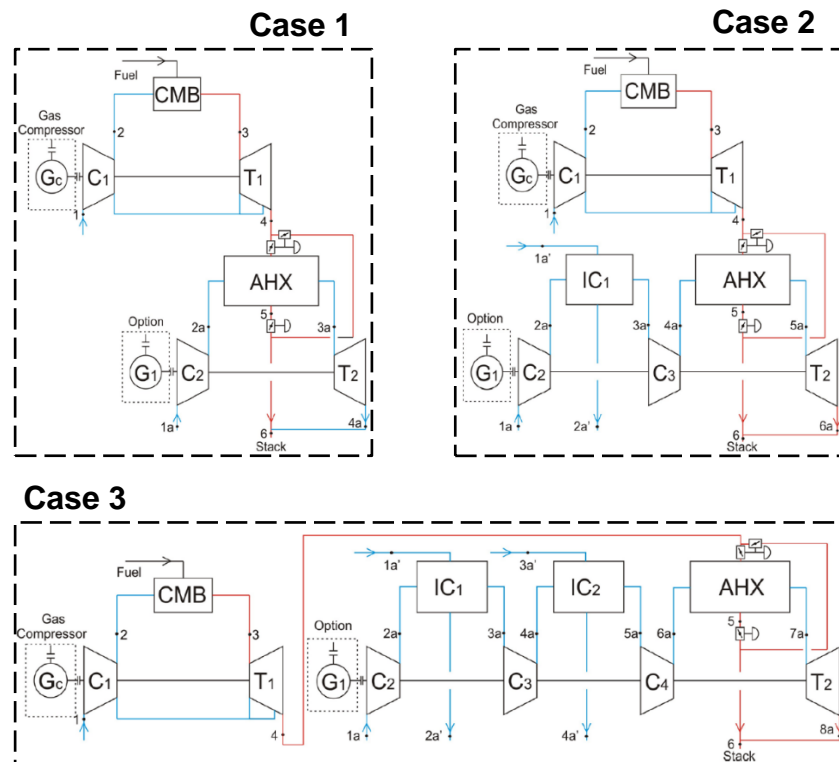 Case 1
Fuel
CMB
Gas
Compressor
2
3
Gc
C1
T1
1
4
AHX
Option
2a
5
3a
G1
C2
T2
1a
6
4a
Stack
Case 2
Fuel
CMB
Gas
Compressor
2
3
Gc
C1
T1
1
4
1a'
IC1
AHX
Option
2a
3a
4a
5
5a
G1
C2
C3
T2
1a
2a'
6
6a
Stack
Case 3
Fuel
CMB
Gas
Compressor
2
3
Gc
C1
T1
1
4
1a'
3a'
IC1
IC2
AHX
Option
2a
3a
4a
5a
6a
5
7a
G1
C2
C3
C4
T2
1a
2a'
4a'
6
8a
Stack